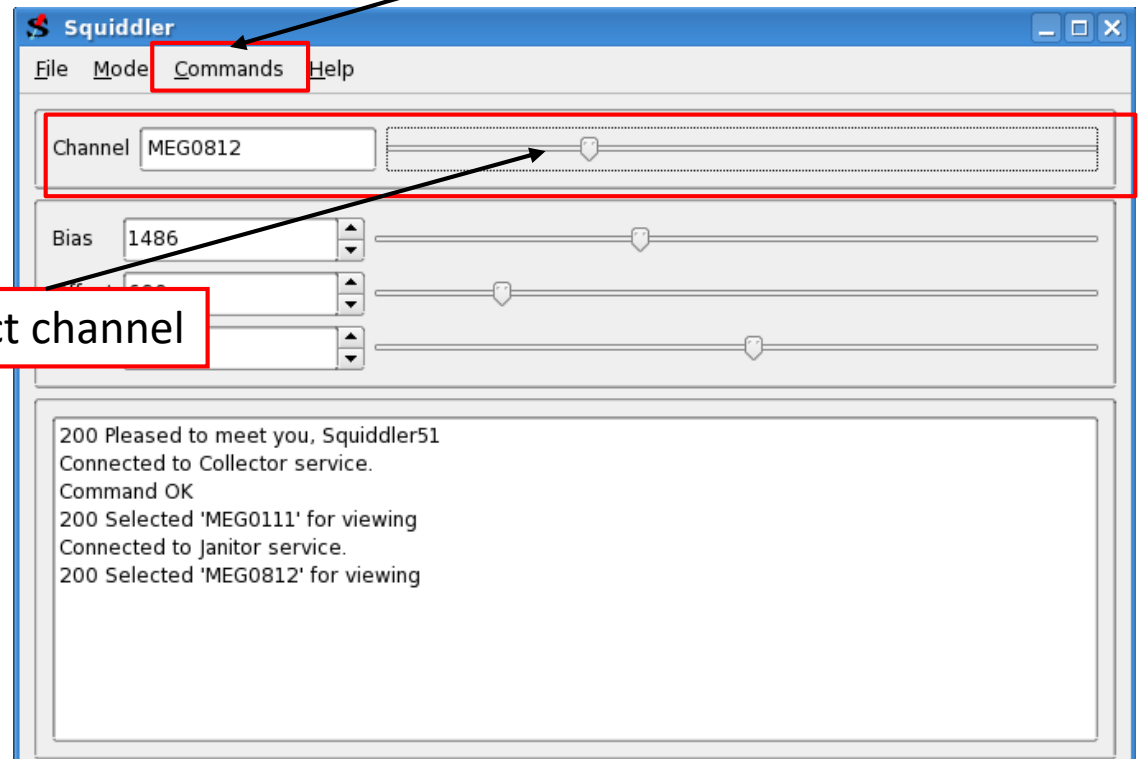 Squiddler
File Mode Commands Help
Channel MEG0812
Bias 1486
ct channel
200 Pleased to meet you, Squiddler51
Connected to Collector service.
Command OK
200 Selected 'MEG0111' for viewing
Connected to Janitor service.
200 Selected 'MEG0812' for viewing